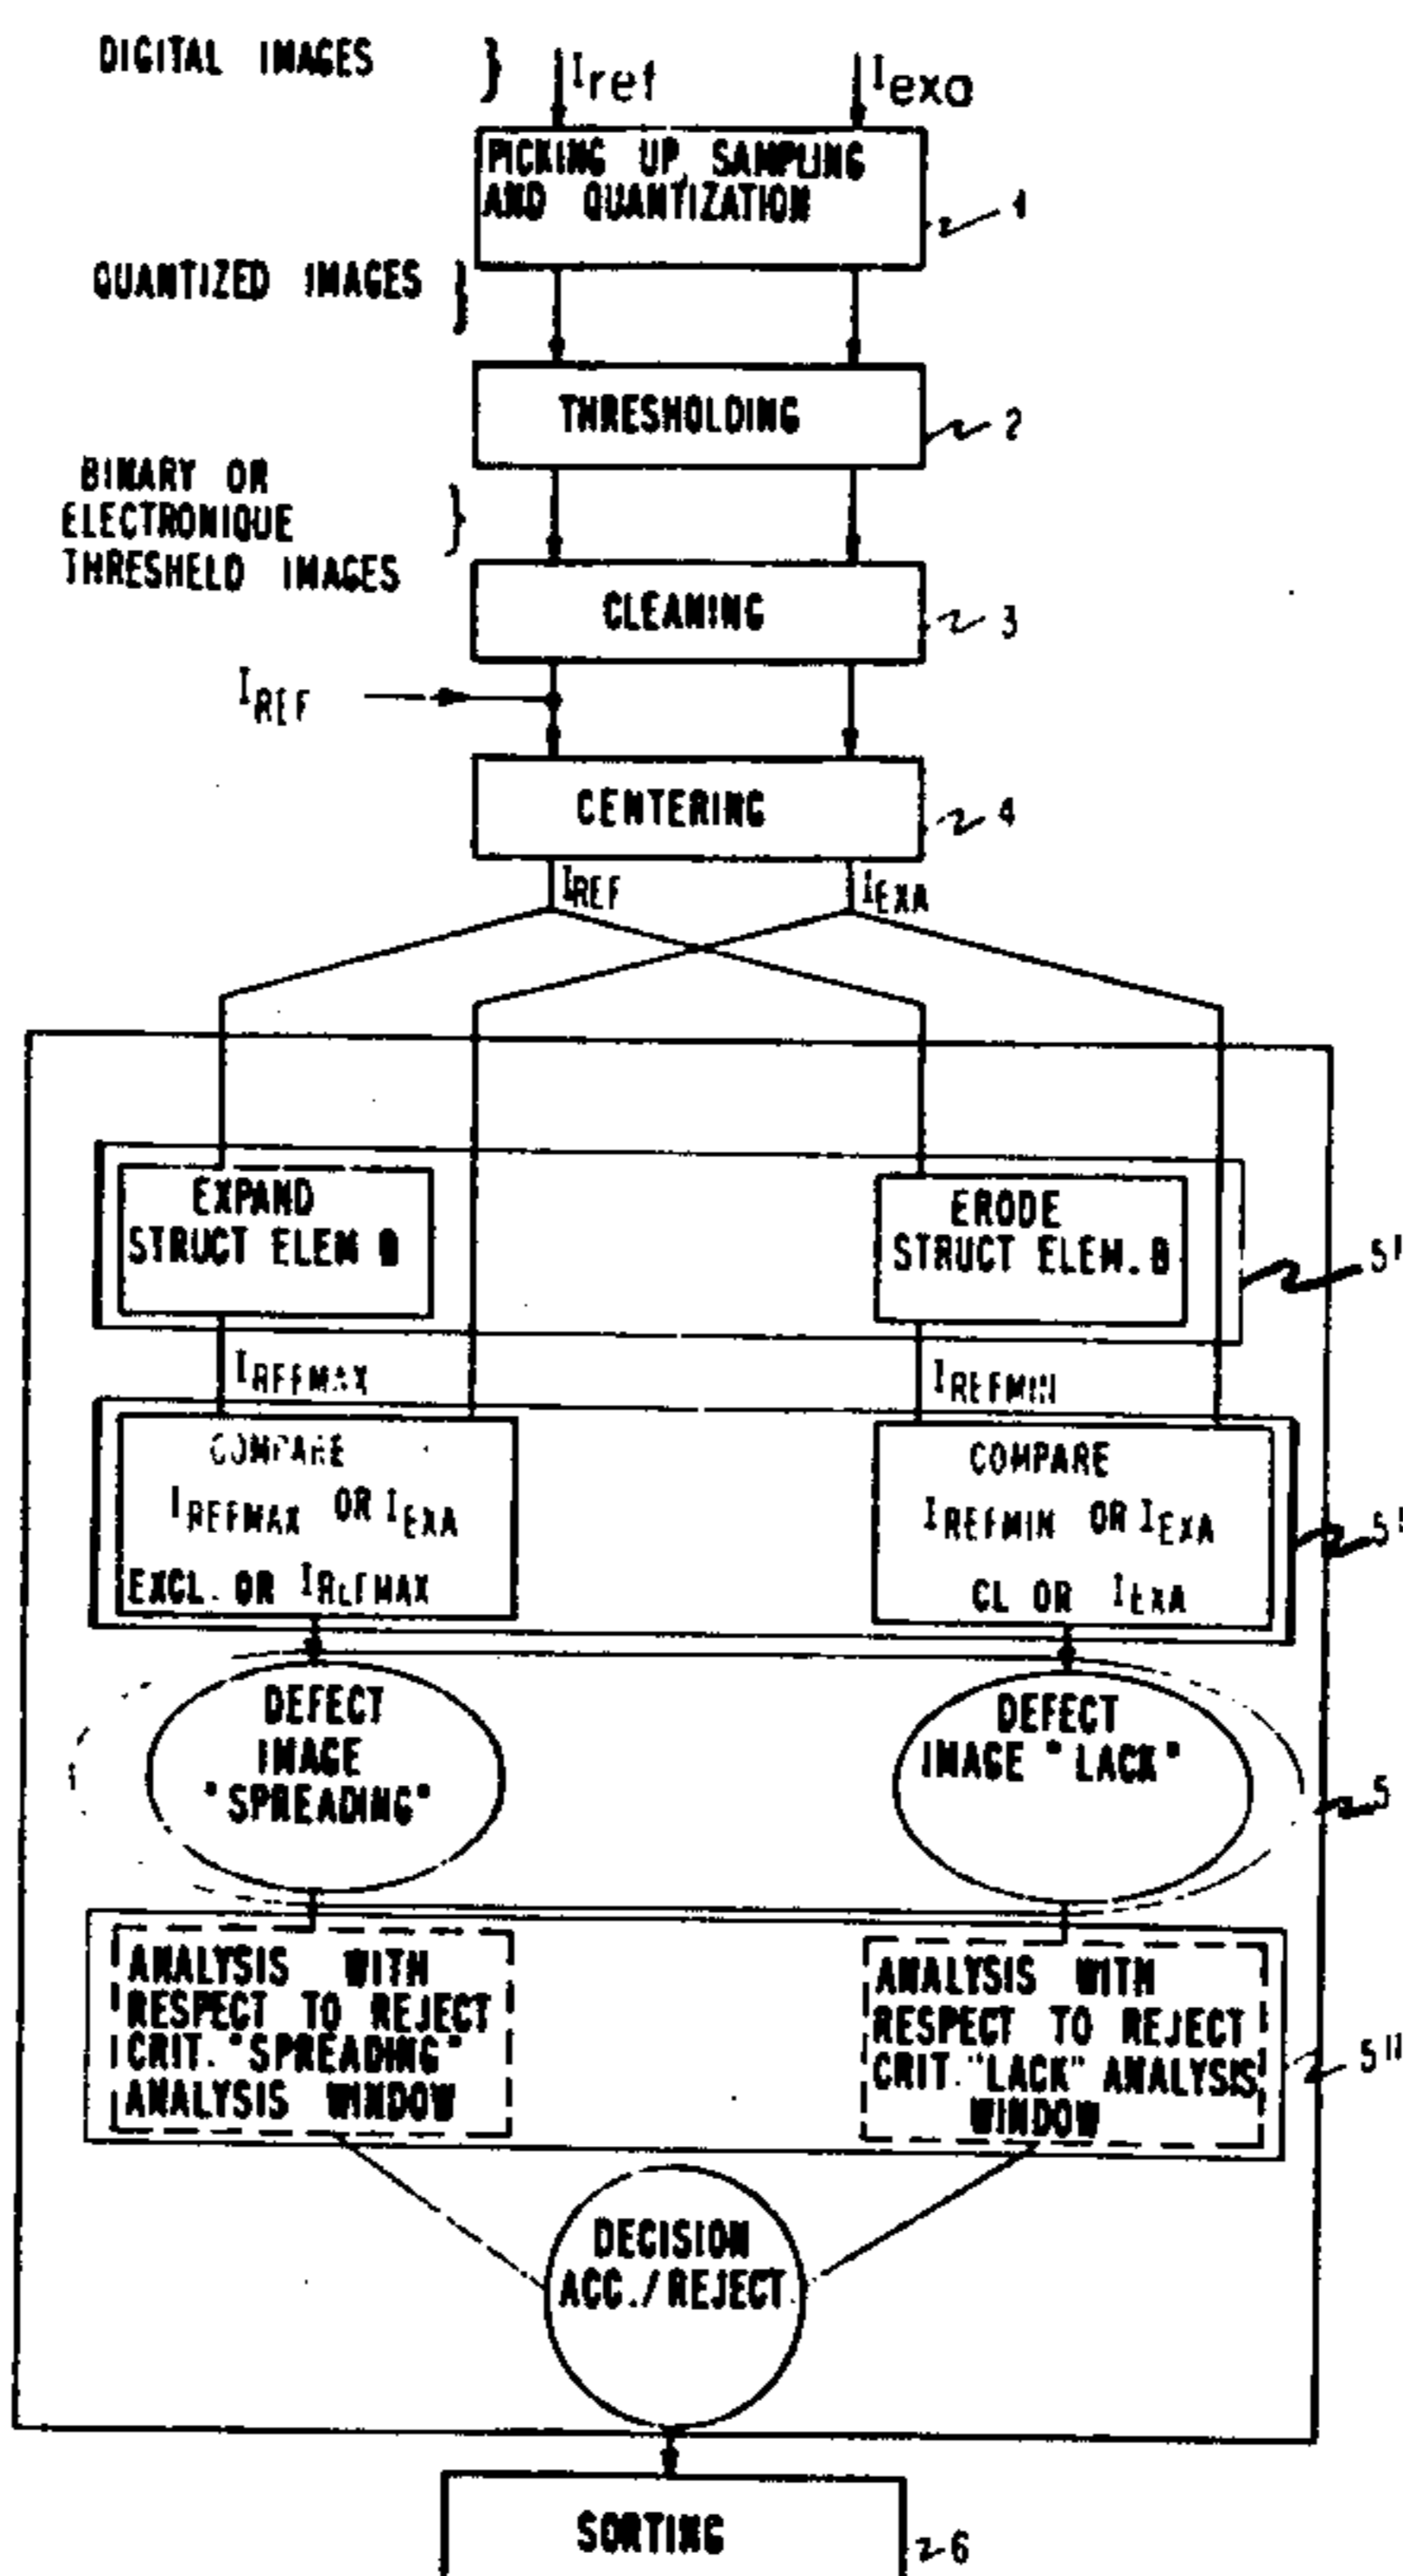 DIGITAL IMAGES } Iref Iexa
PICKING UP, SAMPLING
AND QUANTIZATION
1
QUANTIZED IMAGES }
THRESHOLDING
2
BINARY OR
ELECTRONIQUE }
THRESHELD IMAGES
CLEANING
3
IREF
CENTERING
4
IREF IEXA
EXPAND
STRUCT ELEM B
ERODE
STRUCT ELEM. B
5'
IREFMAX
IREFMIN
COMPARE
IREFMAX OR IEXA
EXCL. OR IREFMAX
COMPARE
IREFMIN OR IEXA
CL OR IEXA
5'
DEFECT
IMAGE
"SPREADING"
DEFECT
IMAGE "LACK"
5
ANALYSIS WITH
RESPECT TO REJECT
CRIT. "SPREADING"
ANALYSIS WINDOW
ANALYSIS WITH
RESPECT TO REJECT
CRIT. "LACK" ANALYSIS
WINDOW
5"
DECISION
ACC./REJECT
SORTING
6